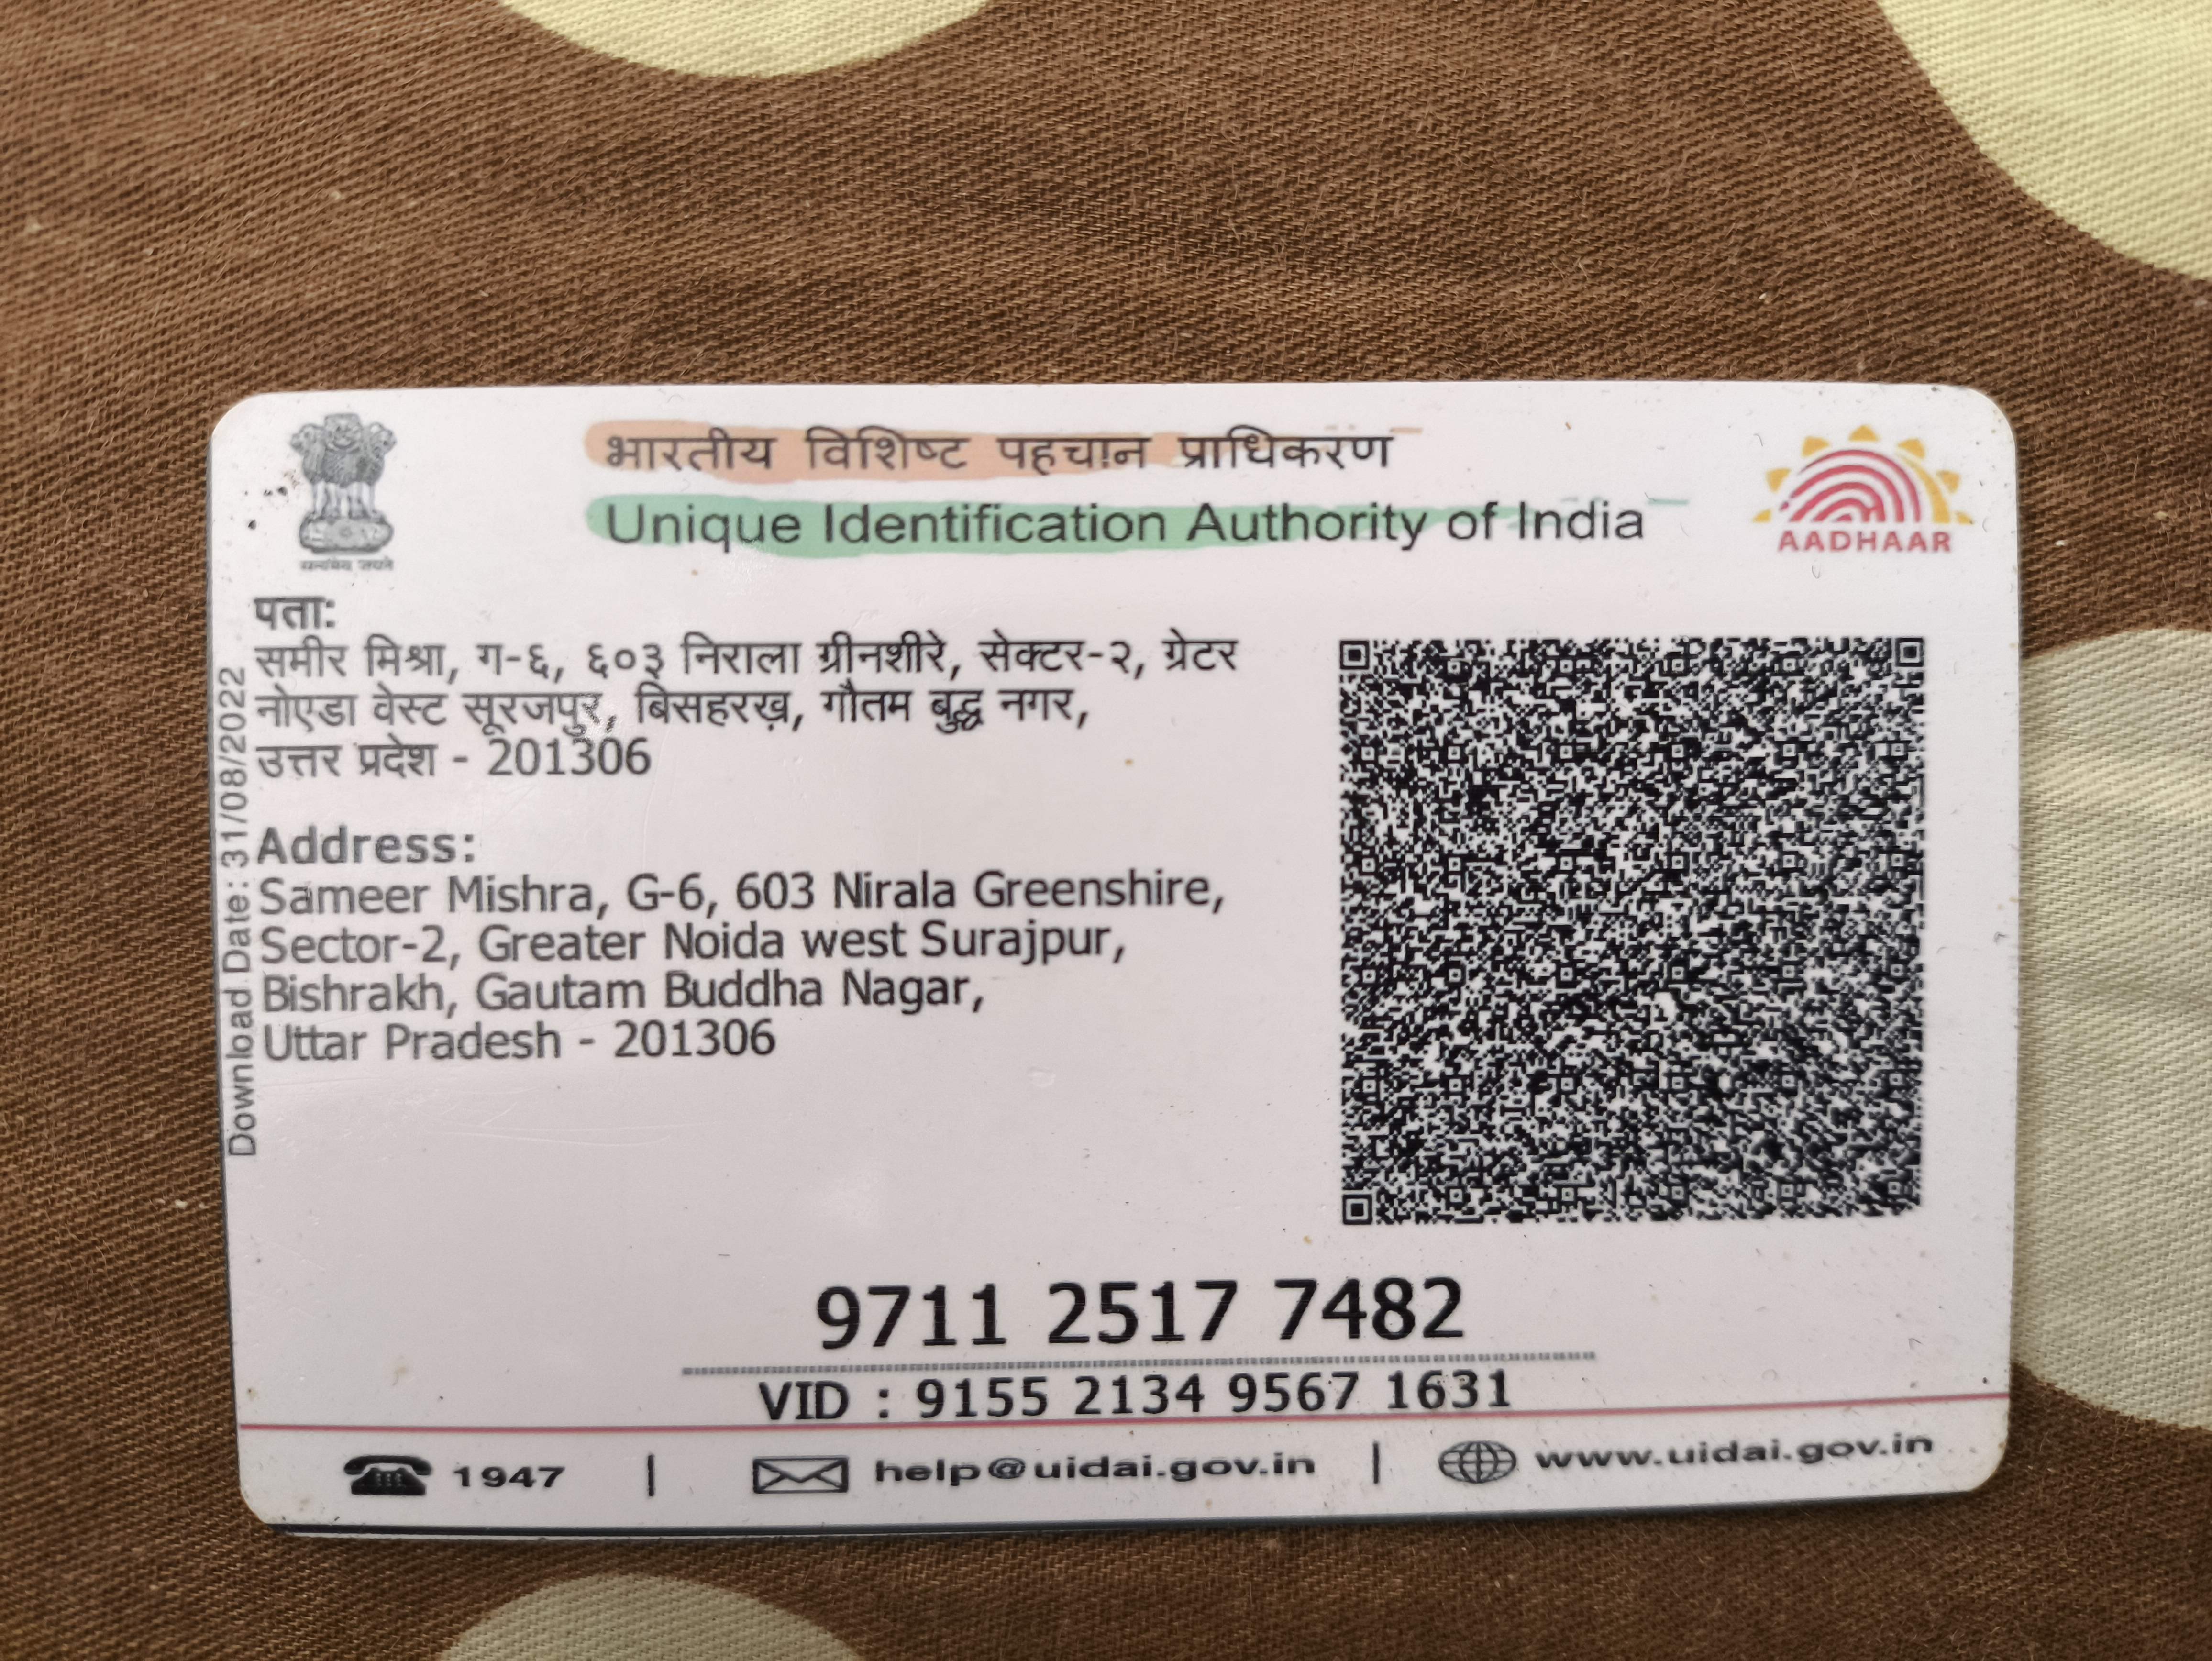 भारतीय विशिष्ट पहचान प्राधिकरण
Unique Identification Authority of India
AADHAAR
सत्यमेव जयते
पता:
समीर मिश्रा, ग-६, ६०३ निराला ग्रीनशीरे, सेक्टर-२, ग्रेटर
नोएडा वेस्ट सूरजपुर, बिसहरख़, गौतम बुद्ध नगर,
उत्तर प्रदेश - 201306
Address:
Sameer Mishra, G-6, 603 Nirala Greenshire,
Sector-2, Greater Noida west Surajpur,
Bishrakh, Gautam Buddha Nagar,
Uttar Pradesh - 201306
Download Date: 31/08/2022
9711 2517 7482
VID : 9155 2134 9567 1631
1947 | help@uidai.gov.in | www.uidai.gov.in